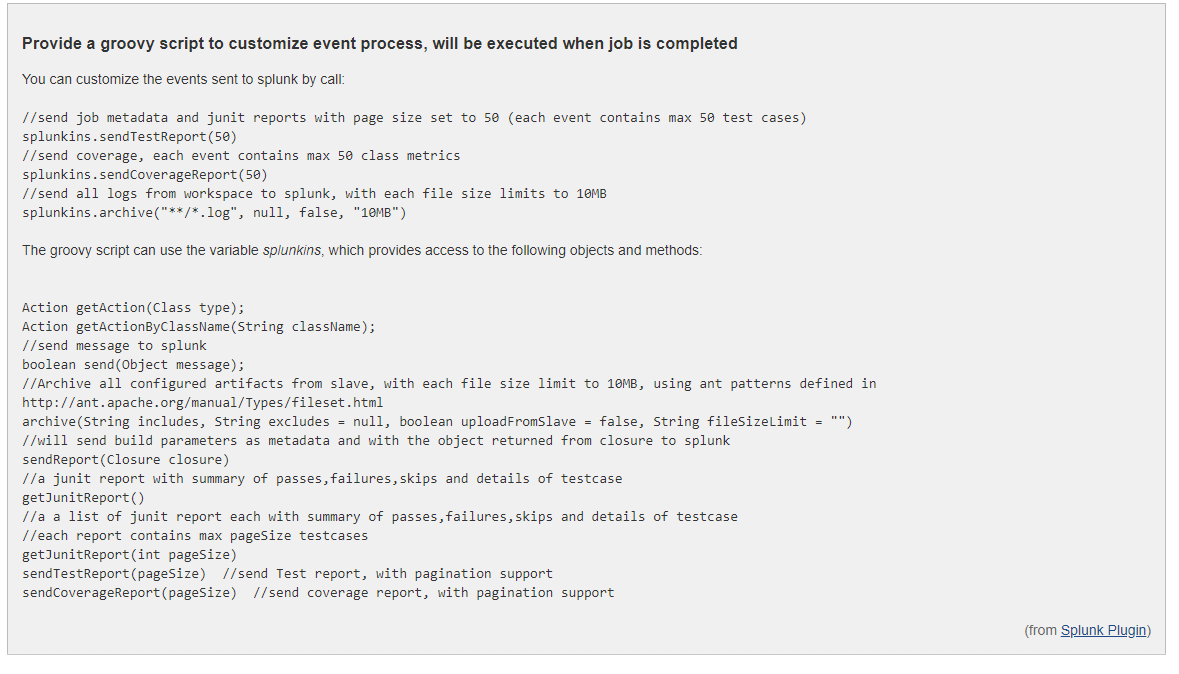 Provide a groovy script to customize event process, will be executed when job is completed
You can customize the events sent to splunk by call:
//send job metadata and junit reports with page size set to 50 (each event contains max 50 test cases)
splunkins.sendTestReport(50)
//send coverage, each event contains max 50 class metrics
splunkins.sendCoverageReport(50)
//send all logs from workspace to splunk, with each file size limits to 10MB
splunkins.archive("**/*.log", null, false, "10MB")
The groovy script can use the variable splunkins, which provides access to the following objects and methods:
Action getAction(Class type);
Action getActionByClassName(String className);
//send message to splunk
boolean send(Object message);
//Archive all configured artifacts from slave, with each file size limit to 10MB, using ant patterns defined in
http://ant.apache.org/manual/Types/fileset.html
archive(String includes, String excludes = null, boolean uploadFromSlave = false, String fileSizeLimit = "")
//will send build parameters as metadata and with the object returned from closure to splunk
sendReport(Closure closure)
//a junit report with summary of passes,failures,skips and details of testcase
getJunitReport()
//a a list of junit report each with summary of passes,failures,skips and details of testcase
//each report contains max pageSize testcases
getJunitReport(int pageSize)
sendTestReport(pageSize)  //send Test report, with pagination support
sendCoverageReport(pageSize)  //send coverage report, with pagination support
(from Splunk Plugin)